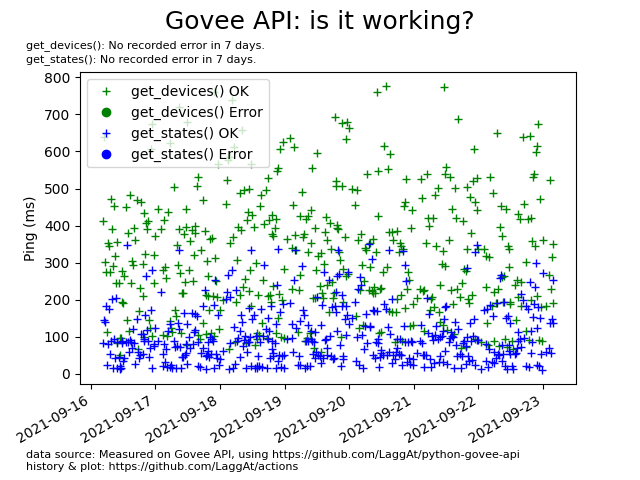 Govee API: is it working?
get_devices(): No recorded error in 7 days.
get_states(): No recorded error in 7 days.
800
700
600
500
400
300
200
100
0
Ping (ms)
get_devices() OK
get_devices() Error
get_states() OK
get_states() Error
2021-09-16
2021-09-17
2021-09-18
2021-09-19
2021-09-20
2021-09-21
2021-09-22
2021-09-23
data source: Measured on Govee API, using https://github.com/LaggAt/python-govee-api
history & plot: https://github.com/LaggAt/actions